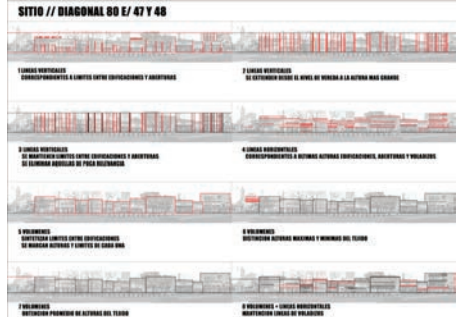 SITIO // DIAGONAL 80 E/ 47 Y 48
1 LINEAS VERTICALES
CORRESPONDIENTES A LIMITES ENTRE EDIFICACIONES Y ABERTURAS
2 LINEAS VERTICALES
SE EXTIENDEN DESDE EL NIVEL DE VEREDA A LA ALTURA MAS GRANDE
3 LINEAS VERTICALES
SE MANTIENEN LIMITES ENTRE EDIFICACIONES Y ABERTURAS
SE ELIMINAN AQUELLAS DE POCA RELEVANCIA
4 LINEAS HORIZONTALES
CORRESPONDIENTES A ULTIMAS ALTURAS EDIFICACIONES, ABERTURAS Y VOLADIZOS
5 VOLUMENES
SINTETIZAN LIMITES ENTRE EDIFICACIONES
SE MARCAN ALTURAS Y LIMITES DE CADA UNA
6 VOLUMENES
DISTINCION ALTURAS MAXIMAS Y MINIMAS DEL TEJIDO
7 VOLUMENES
OBTENCION PROMEDIO DE ALTURAS DEL TEJIDO
8 VOLUMENES + LINEAS HORIZONTALES
MANTENCION LINEAS DE VOLADIZOS